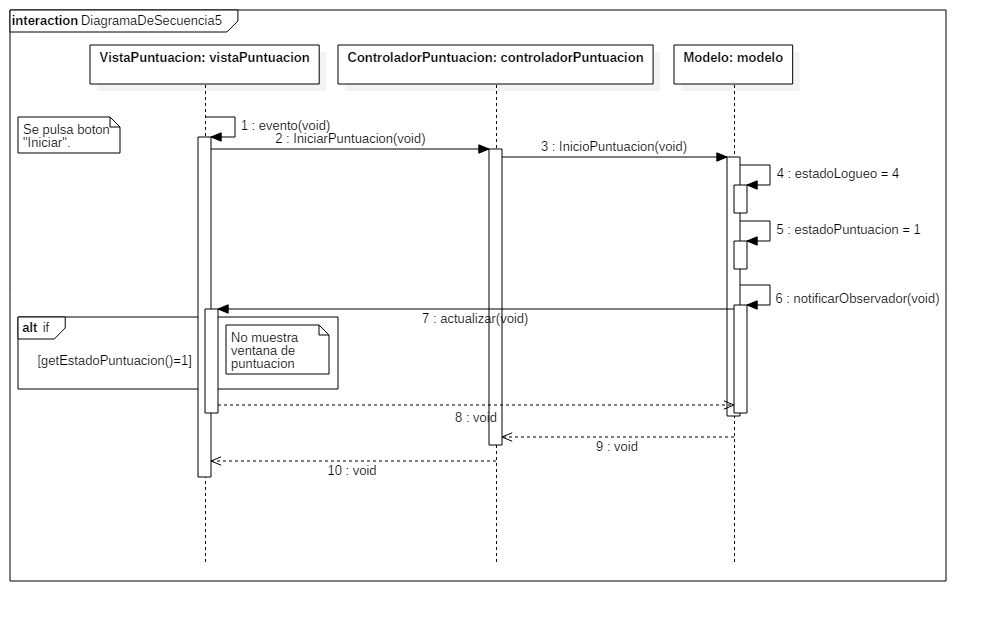 interaction DiagramaDeSecuencia5
VistaPuntuacion: vistaPuntuacion
ControladorPuntuacion: controladorPuntuacion
Modelo: modelo
Se pulsa boton
"Iniciar".
1 : evento(void)
2 : IniciarPuntuacion(void)
3 : InicioPuntuacion(void)
4 : estadoLogueo = 4
5 : estadoPuntuacion = 1
6 : notificarObservador(void)
7 : actualizar(void)
alt if
[getEstadoPuntuacion()=1]
No muestra
ventana de
puntuacion
8 : void
9 : void
10 : void